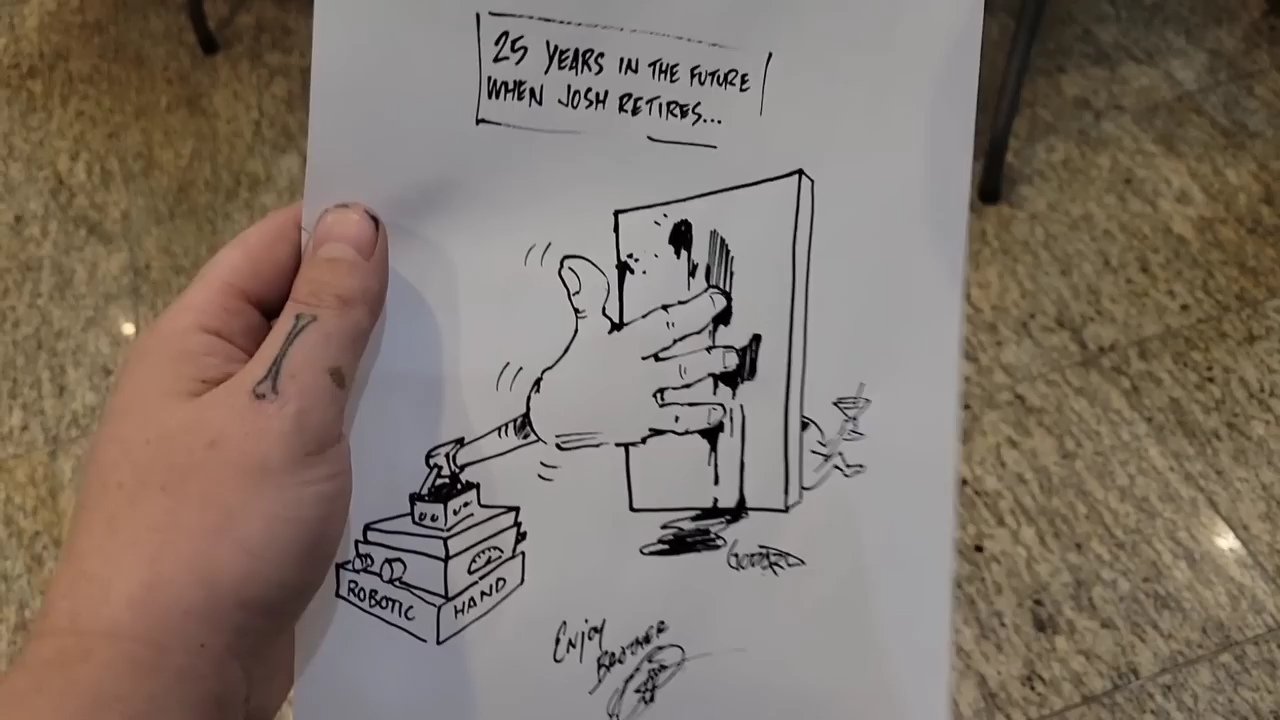 25 YEARS IN THE FUTURE
WHEN JOSH RETIRES...
ROBOTIC HAND
ENJOY
BROTHER